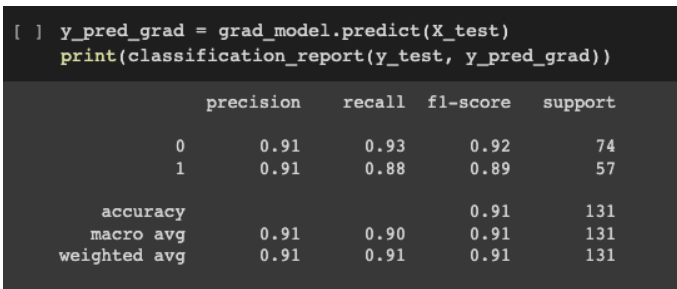 [ ] y_pred_grad = grad_model.predict(X_test)
print(classification_report(y_test, y_pred_grad))
precision recall f1-score support
0 0.91 0.93 0.92 74
1 0.91 0.88 0.89 57
accuracy 0.91 131
macro avg 0.91 0.90 0.91 131
weighted avg 0.91 0.91 0.91 131